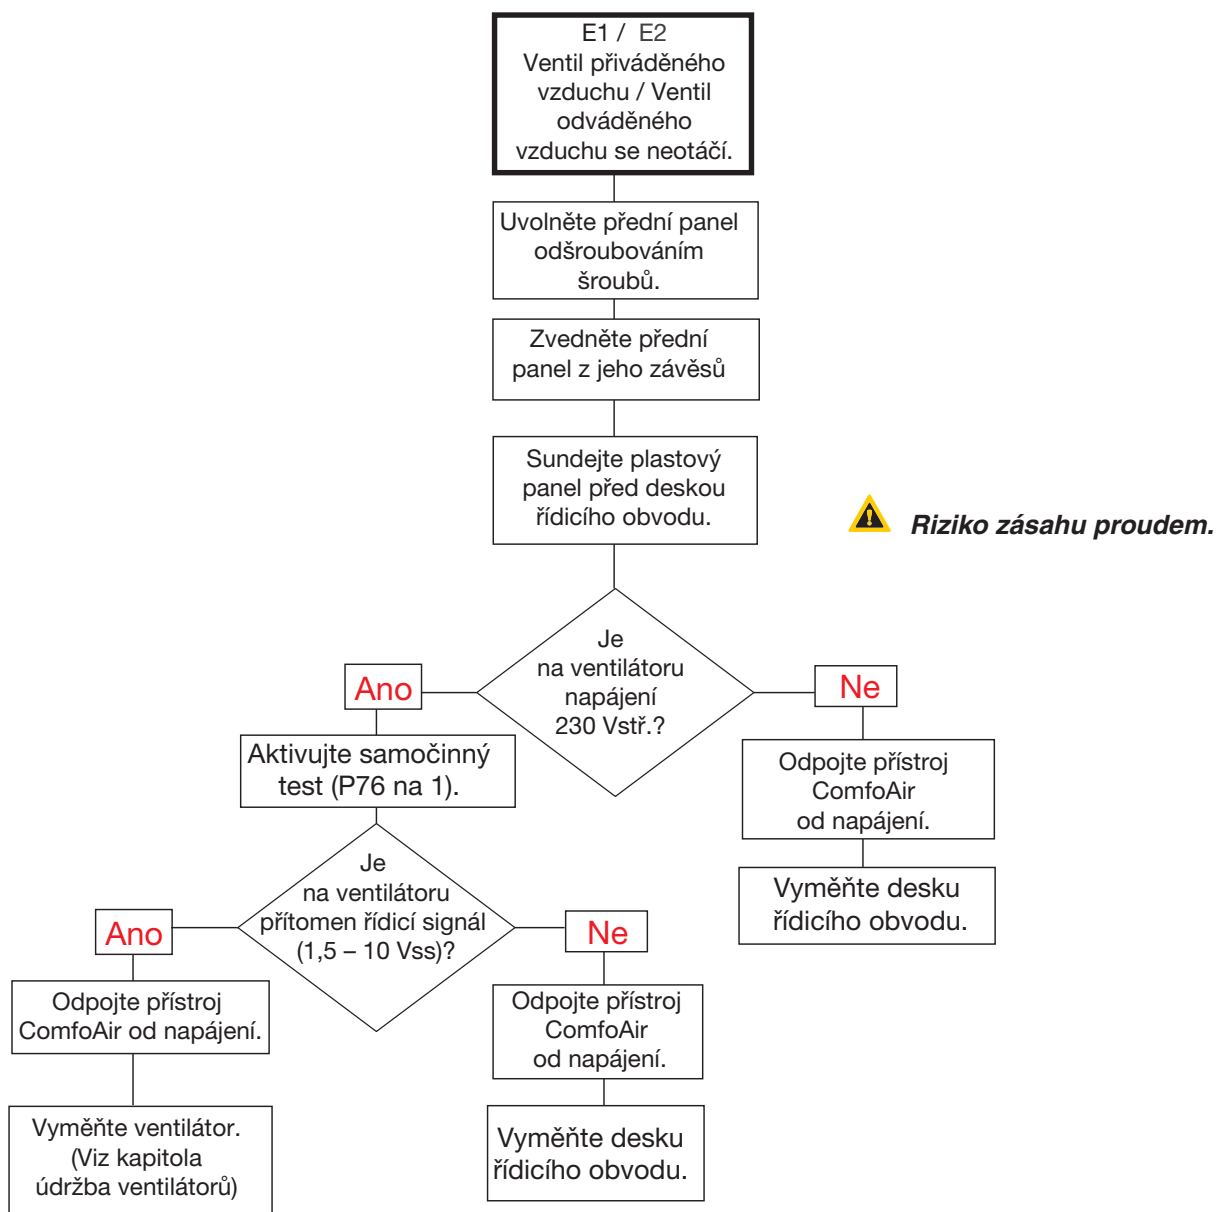 E1 / E2
Ventil přiváděného
vzduchu / Ventil
odváděného
vzduchu se neotáčí.
Uvolněte přední panel
odšroubováním
šroubů.
Zvedněte přední
panel z jeho závěsů
Sundejte plastový
panel před deskou
řídicího obvodu.
Riziko zásahu proudem.
Je
na ventilátoru
napájení
230 Vstř.?
Ano
Ne
Aktivujte samočinný
test (P76 na 1).
Odpojte přístroj
ComfoAir
od napájení.
Vyměňte desku
řídicího obvodu.
Je
na ventilátoru
přítomen řídicí signál
(1,5 – 10 Vss)?
Ano
Ne
Odpojte přístroj
ComfoAir od napájení.
Odpojte přístroj
ComfoAir
od napájení.
Vyměňte ventilátor.
(Viz kapitola
údržba ventilátorů)
Vyměňte desku
řídicího obvodu.